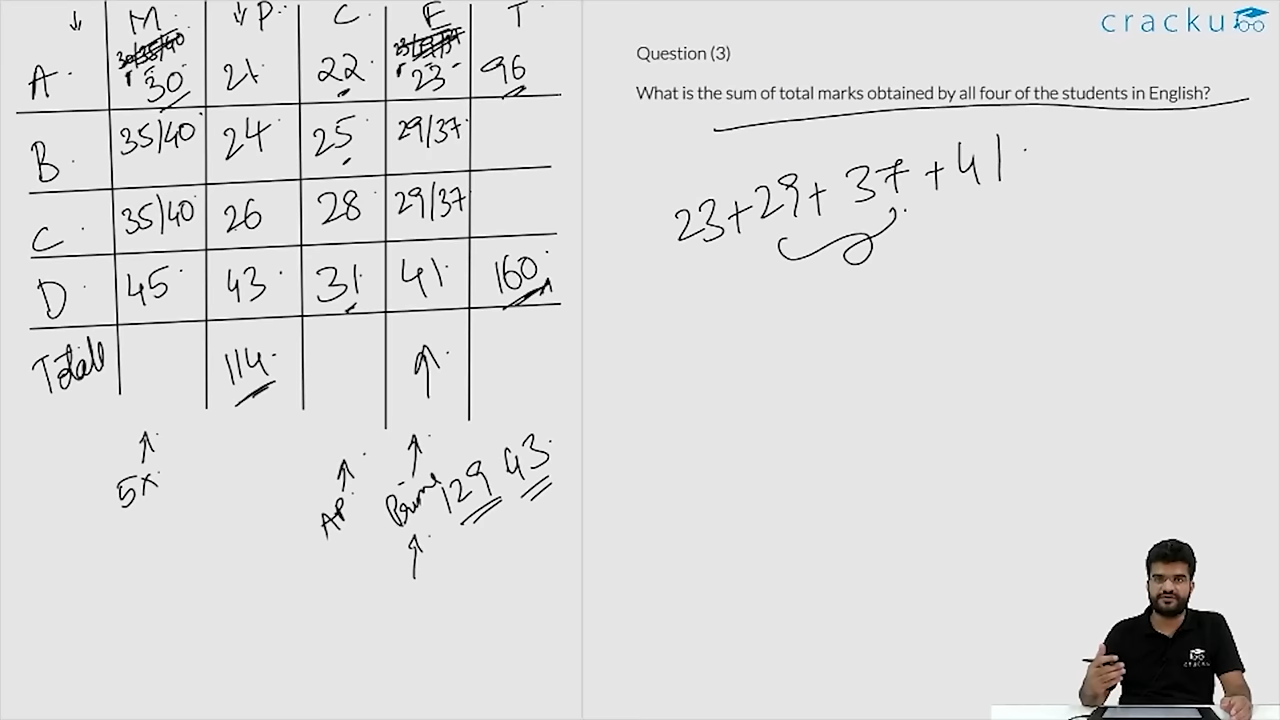 cracku
M P. C. E T
A. 30 21 22 23 96
B. 35/40 24 25 29/37
C 35/40 26 28 29/37
D. 45 43 31 41 160
Total 114
5x AP Prime 129 43
Question (3)
What is the sum of total marks obtained by all four of the students in English?
23+29+37+41
cracku